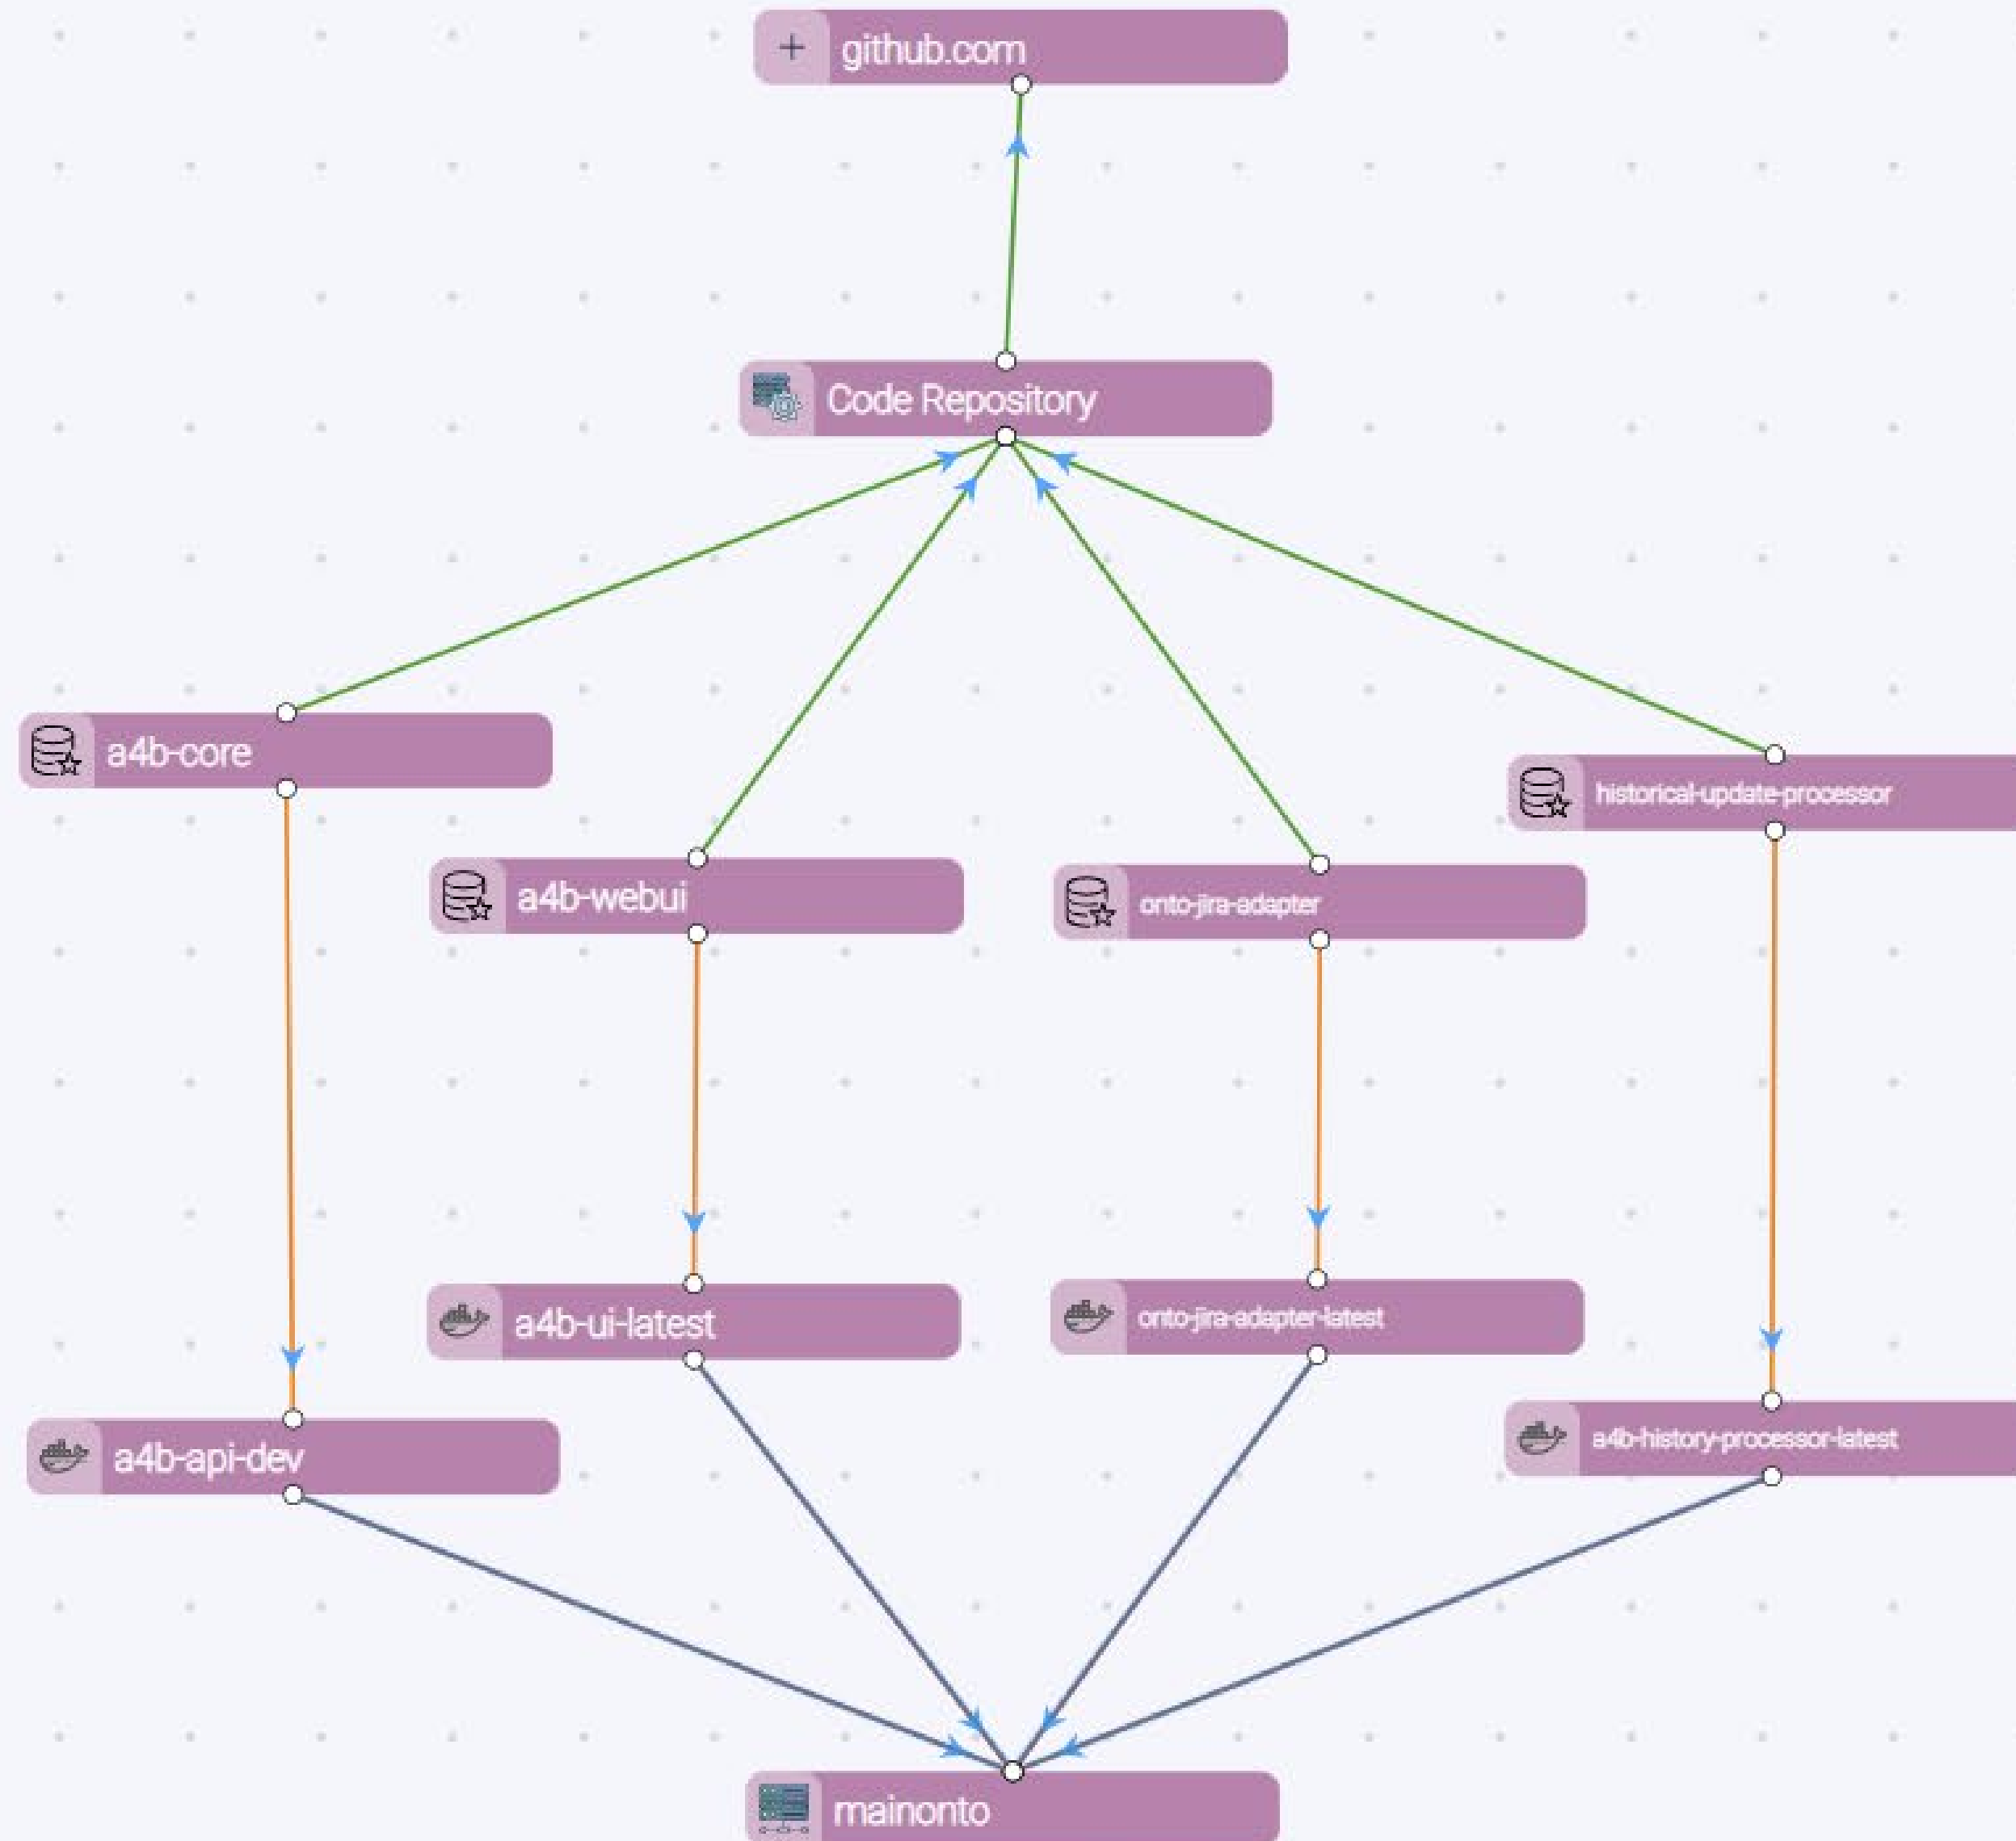 github.com
Code Repository
a4b-core
historical-update-processor
a4b-webui
onto-jira-adapter
a4b-ui-latest
onto-jira-adapter-latest
a4b-api-dev
a4b-history-processor-latest
mainonto